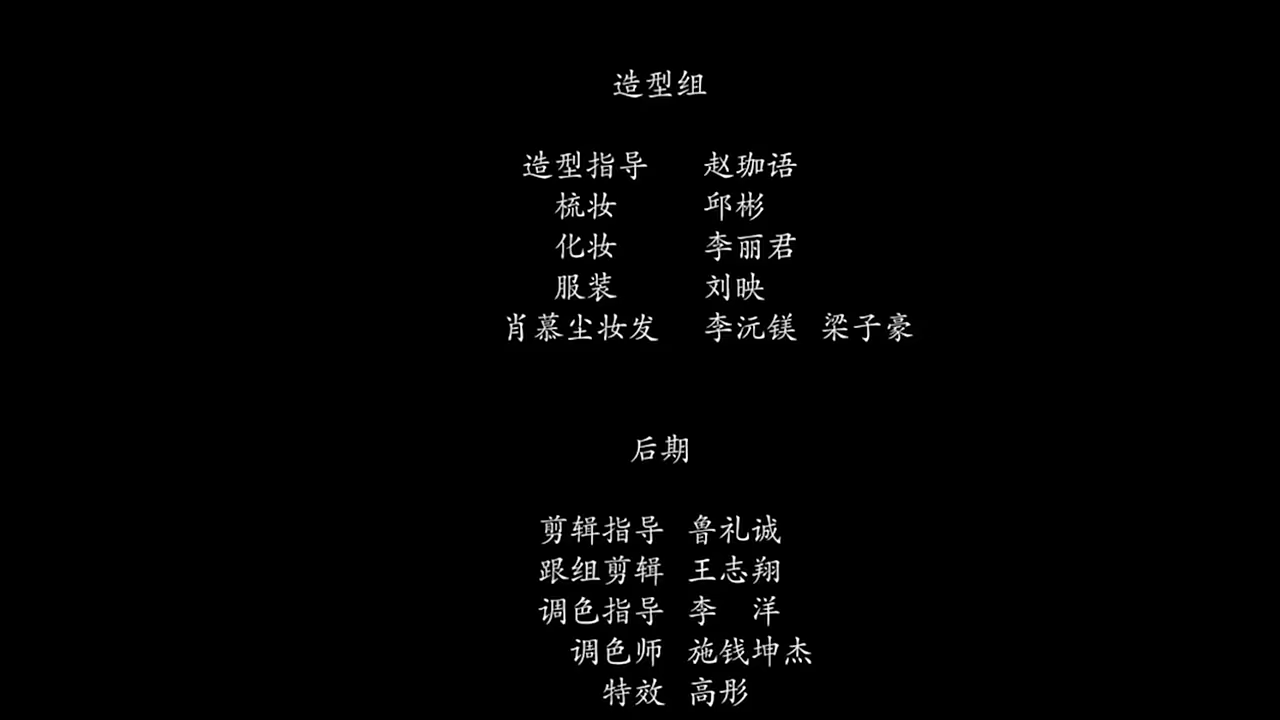 造型组
造型指导 赵珈语
梳妆 邱彬
化妆 李丽君
服装 刘映
肖慕尘妆发 李沅镁 梁子豪
后期
剪辑指导 鲁礼诚
跟组剪辑 王志翔
调色指导 李 洋
调色师 施钱坤杰
特效 高彤